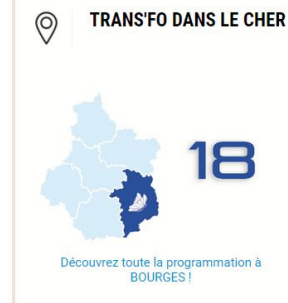 TRANS'FO DANS LE CHER
18
Découvrez toute la programmation à
BOURGES !